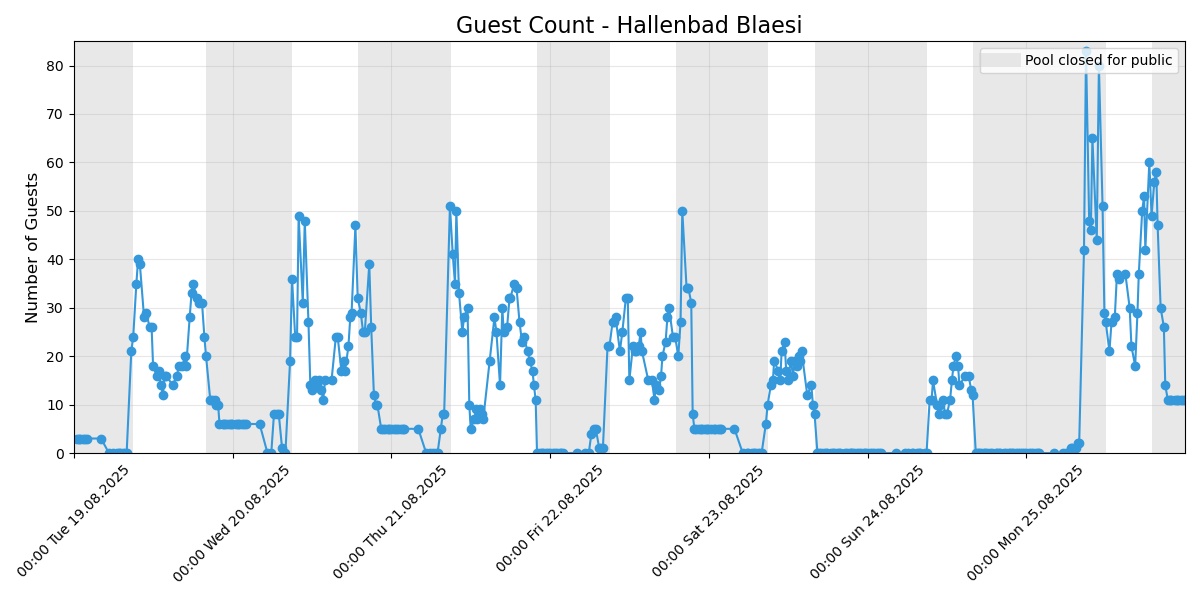 Guest Count - Hallenbad Blaesi
Pool closed for public
Number of Guests
80
70
60
50
40
30
20
10
0
00:00 Tue 19.08.2025
00:00 Wed 20.08.2025
00:00 Thu 21.08.2025
00:00 Fri 22.08.2025
00:00 Sat 23.08.2025
00:00 Sun 24.08.2025
00:00 Mon 25.08.2025